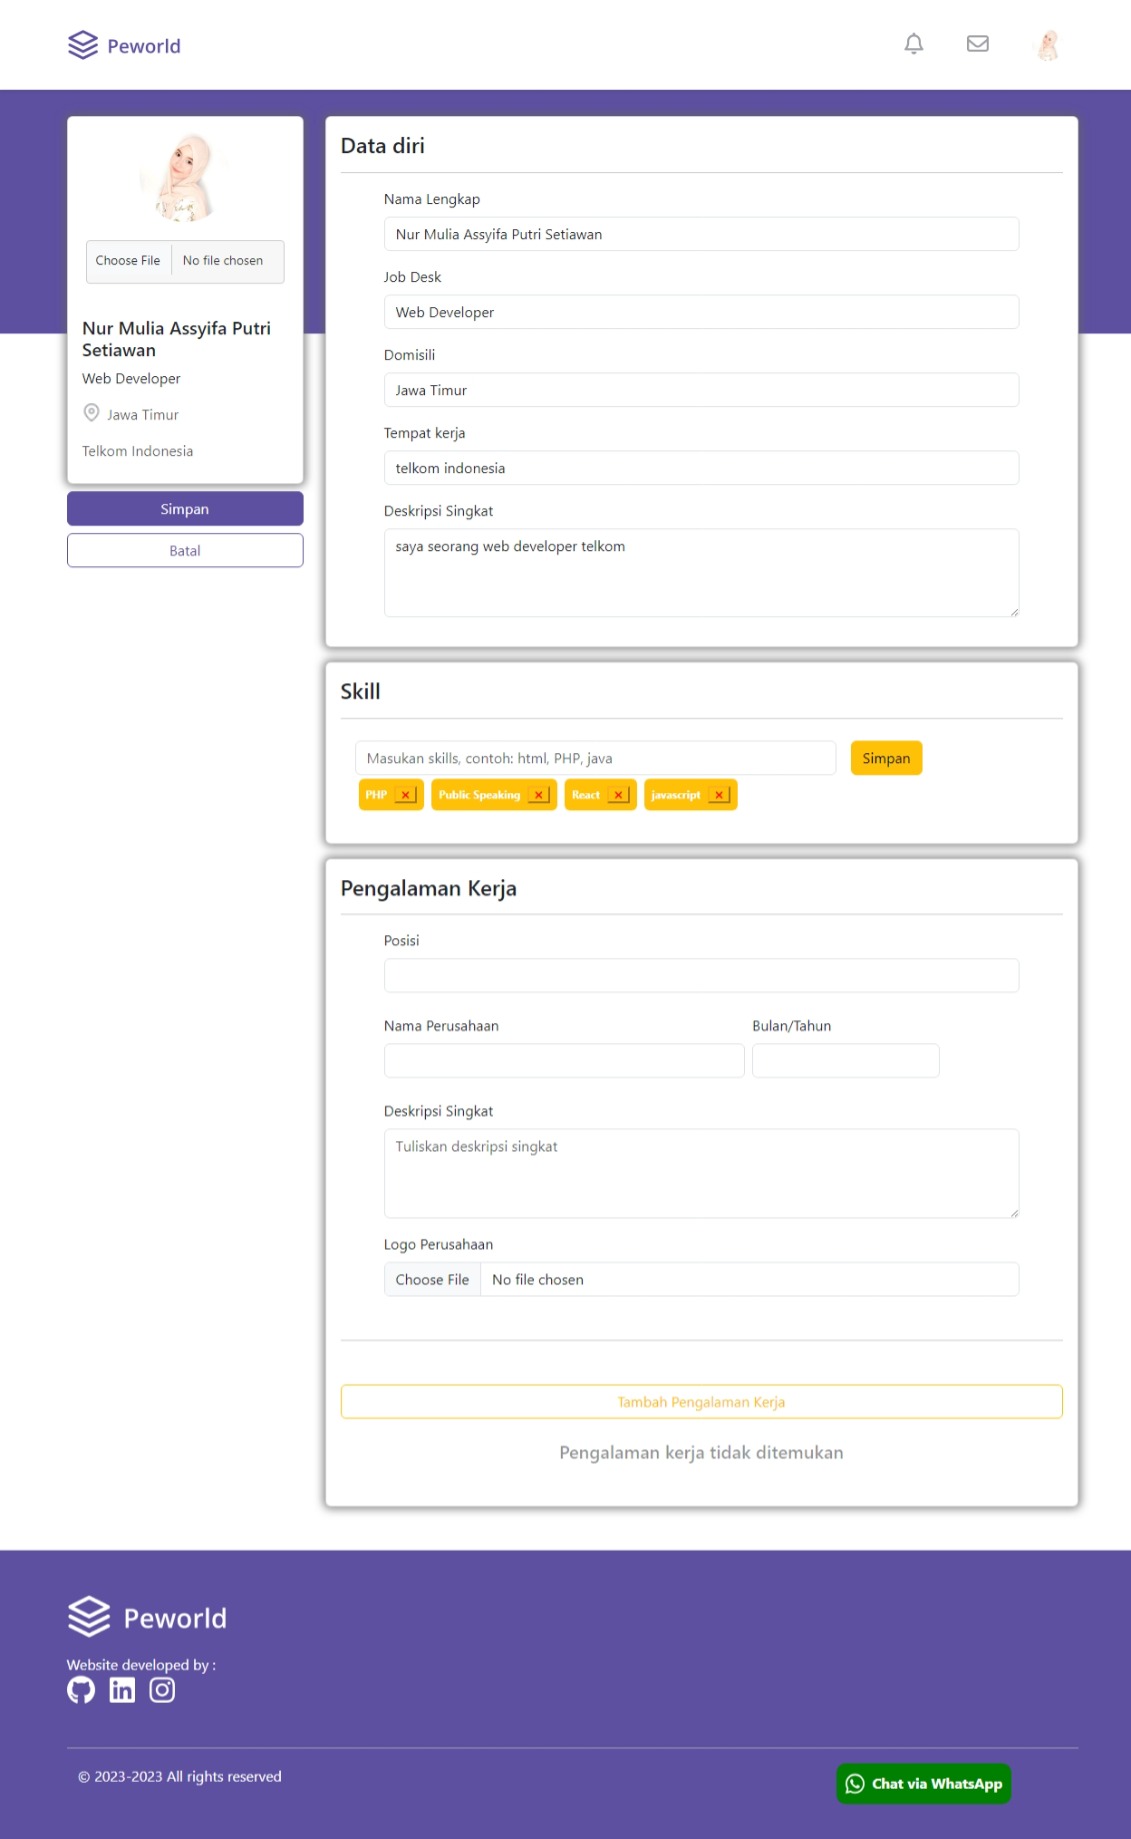 Peworld
Choose File No file chosen
Nur Mulia Assyifa Putri
Setiawan
Web Developer
Jawa Timur
Telkom Indonesia
Simpan
Batal
Data diri
Nama Lengkap
Nur Mulia Assyifa Putri Setiawan
Job Desk
Web Developer
Domisili
Jawa Timur
Tempat kerja
telkom indonesia
Deskripsi Singkat
saya seorang web developer telkom
Skill
Masukan skills, contoh: html, PHP, java Simpan
PHP Public Speaking React javascript
Pengalaman Kerja
Posisi
Nama Perusahaan Bulan/Tahun
Deskripsi Singkat
Tuliskan deskripsi singkat
Logo Perusahaan
Choose File No file chosen
Tambah Pengalaman Kerja
Pengalaman kerja tidak ditemukan
Peworld
Website developed by :
© 2023-2023 All rights reserved
Chat via WhatsApp